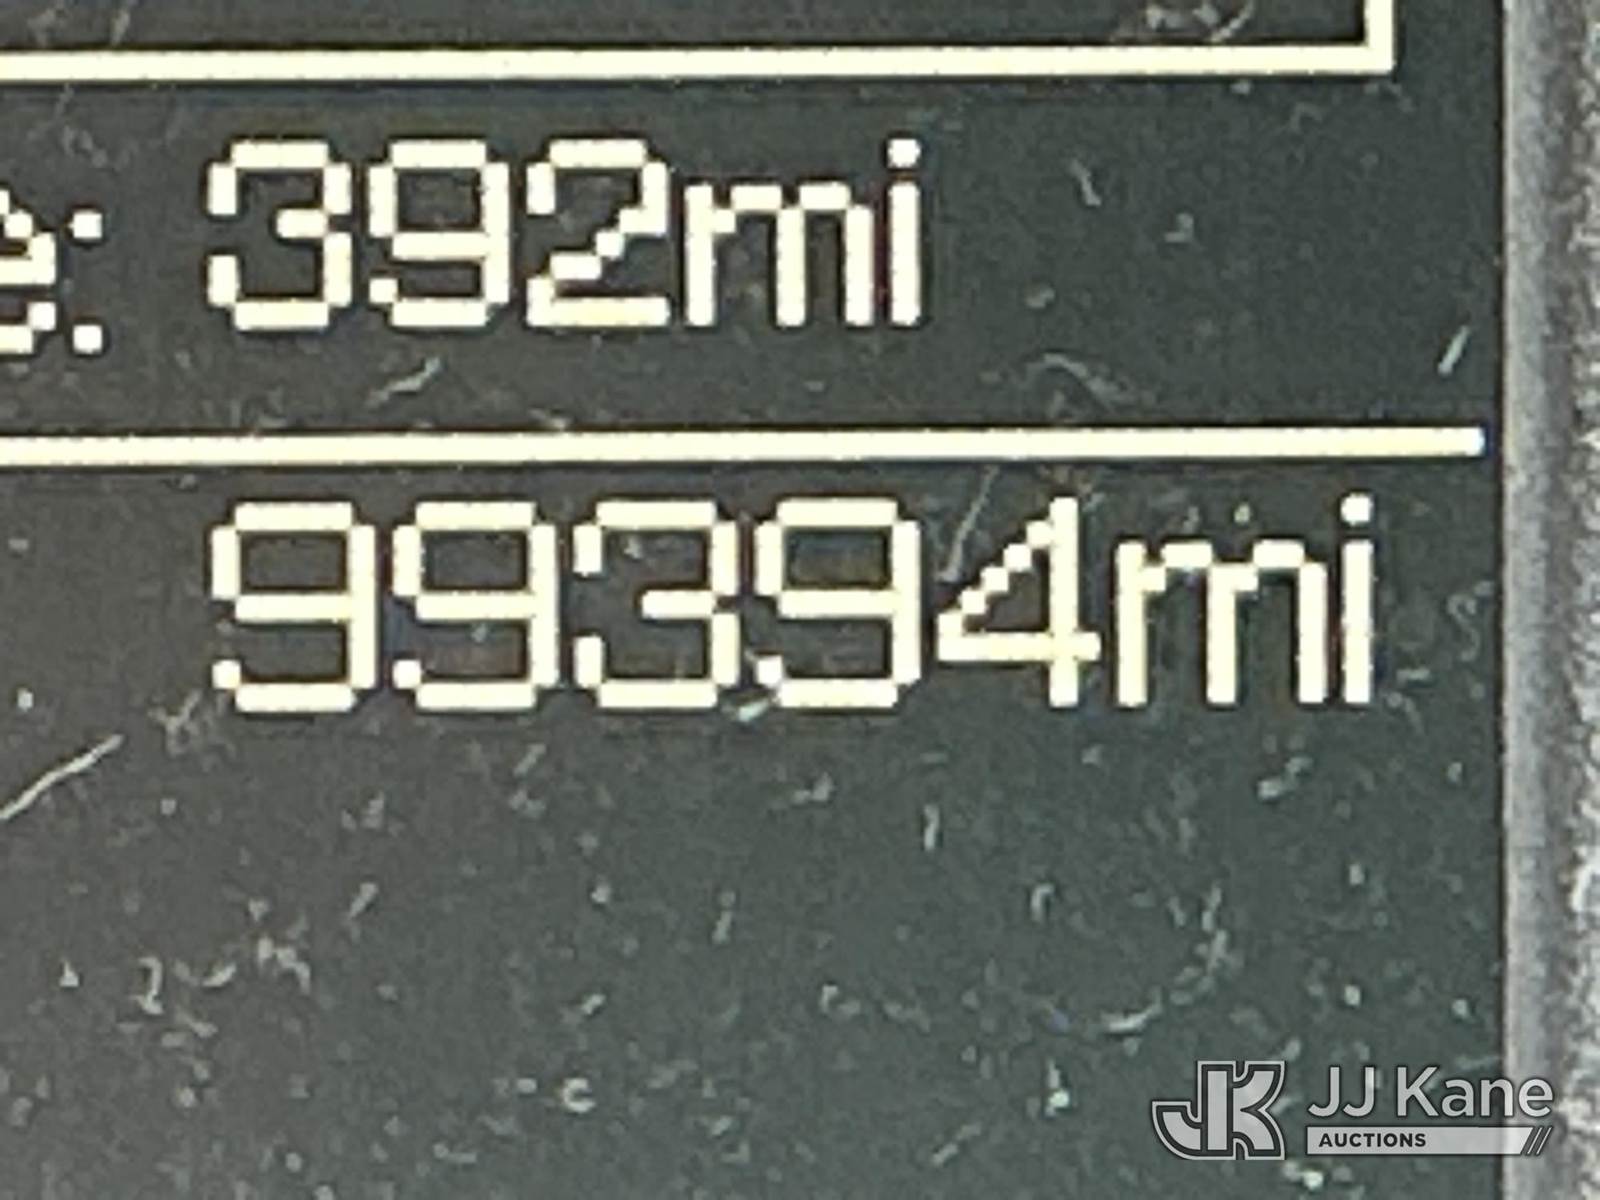 e: 392mi
99394mi
JJ Kane
AUCTIONS